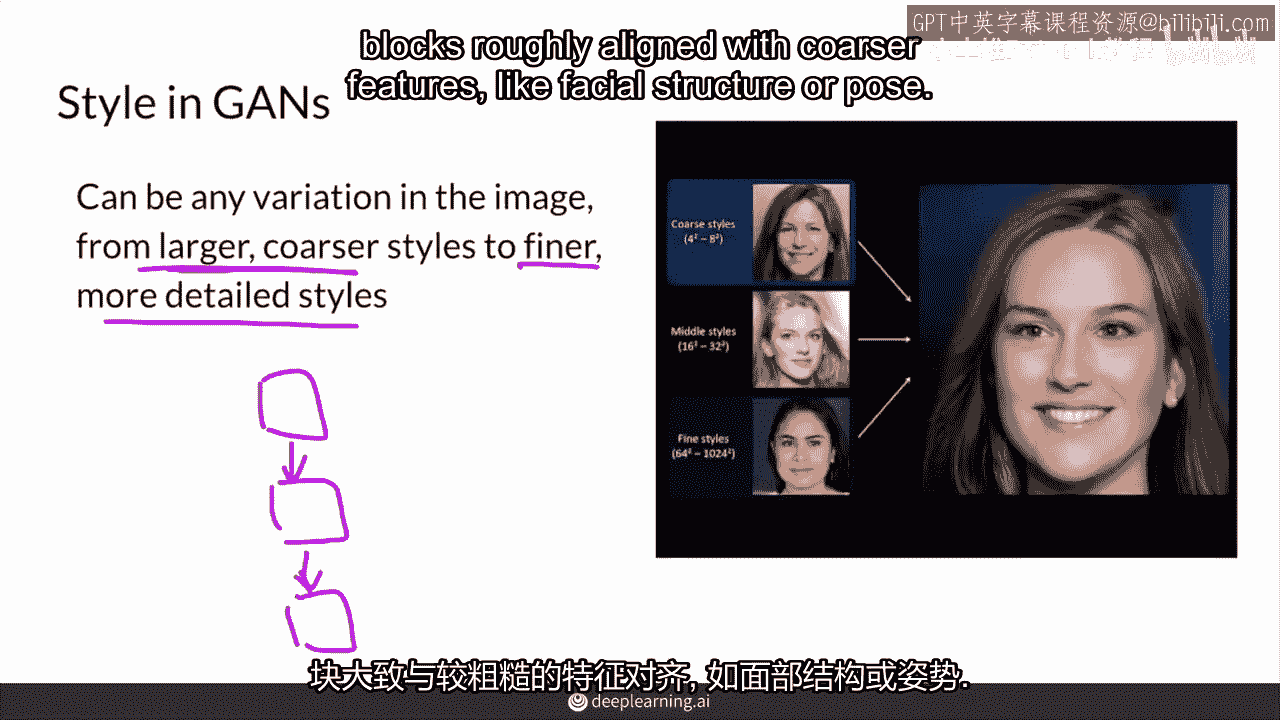 GPT中英字幕课程资源@bilibili.com
blocks roughly aligned with coarser
features, like facial structure or pose.
Style in GANs
Can be any variation in the image,
from larger, coarser styles to finer,
more detailed styles
Coarse styles
(4² – 8²)
Middle styles
(16² – 32²)
Fine styles
(64² – 1024²)
块大致与较粗糙的特征对齐, 如面部结构或姿势.
deeplearning.ai